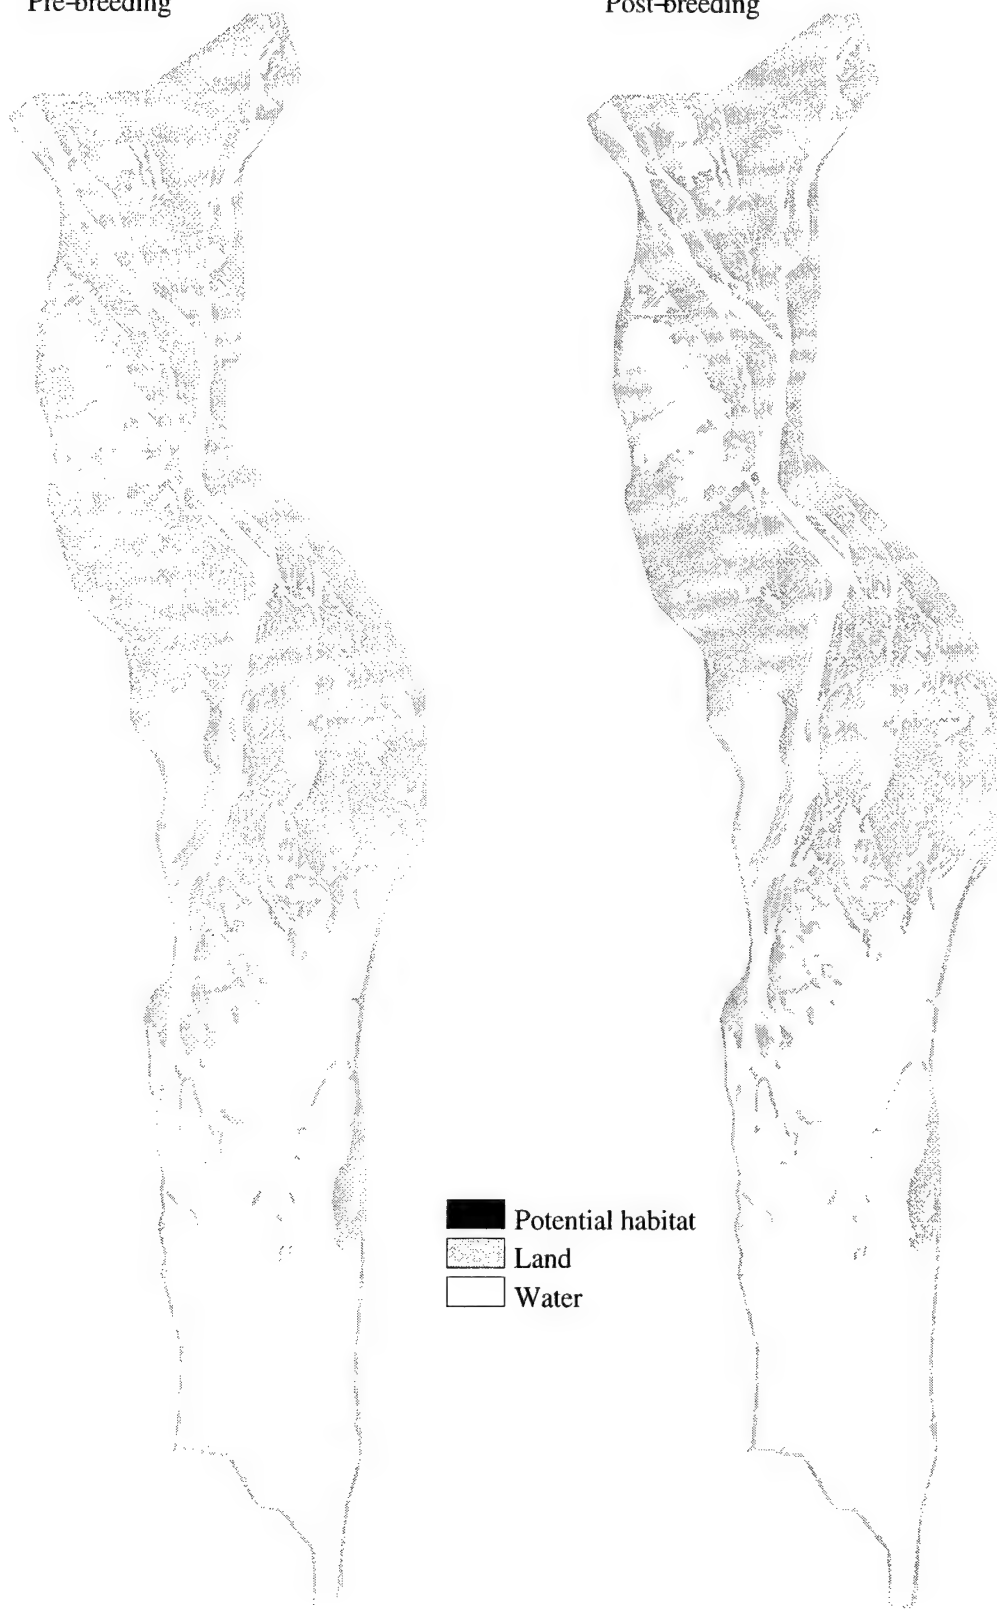 Pre-breeding
Post-breeding
Potential habitat
Land
Water